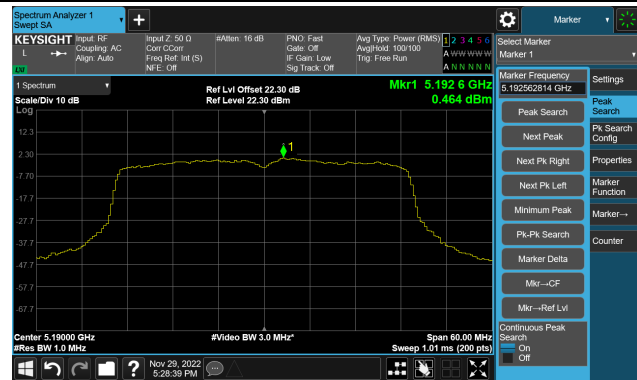 Spectrum Analyzer 1
Swept SA
Marker
KEYSIGHT
L
Input: RF
Coupling: AC
Align: Auto
Input Z: 50 Ω
Corr CCorr
Freq Ref: Int (S)
NFE: Off
#Atten: 16 dB
PNO: Fast
Gate: Off
IF Gain: Low
Sig Track: Off
Avg Type: Power (RMS)
Avg|Hold: 100/100
Trig: Free Run
1 2 3 4 5 6
A W W W W W
A N N N N N
Select Marker
Marker 1
1 Spectrum
Scale/Div 10 dB
Log
Ref Lvl Offset 22.30 dB
Ref Level 22.30 dBm
Mkr1 5.192 6 GHz
0.464 dBm
12.3
2.30
-7.70
-17.7
-27.7
-37.7
-47.7
-57.7
-67.7
1
Center 5.19000 GHz
#Res BW 1.0 MHz
#Video BW 3.0 MHz*
Span 60.00 MHz
Sweep 1.01 ms (200 pts)
Marker Frequency
5.192562814 GHz
Peak Search
Next Peak
Next Pk Right
Next Pk Left
Minimum Peak
Pk-Pk Search
Marker Delta
Mkr→CF
Mkr→Ref Lvl
Continuous Peak
Search
On
Off
Settings
Peak
Search
Pk Search
Config
Properties
Marker
Function
Marker→
Counter
?
Nov 29, 2022
5:28:39 PM